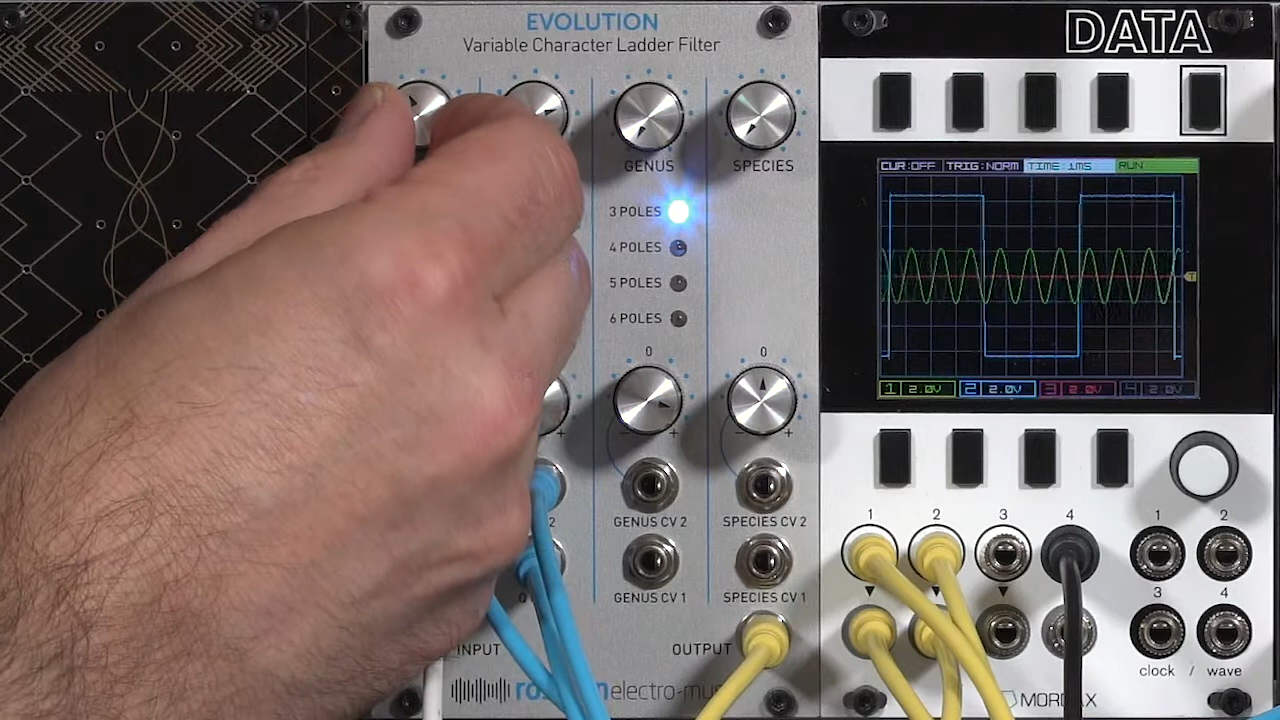 EVOLUTION
Variable Character Ladder Filter
GENUS
SPECIES
3 POLES
4 POLES
5 POLES
6 POLES
0
0
- +
- +
+
2
GENUS CV 2
SPECIES CV 2
GENUS CV 1
SPECIES CV 1
Q
INPUT
OUTPUT
electro-mu
DATA
CUR:OFF
TRIG:NORM
TIME:1MS
RUN
T
1 2.0V
2 2.0V
3 2.0V
4 2.0V
1 2 3 4
1 2
3 4
clock / wave